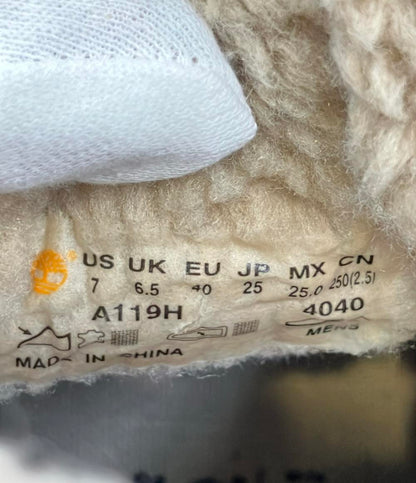 US UK EU JP MX CN
7 6.5 40 25 25.0 250(2.5)
A119H 4040
MENS
MADE IN CHINA